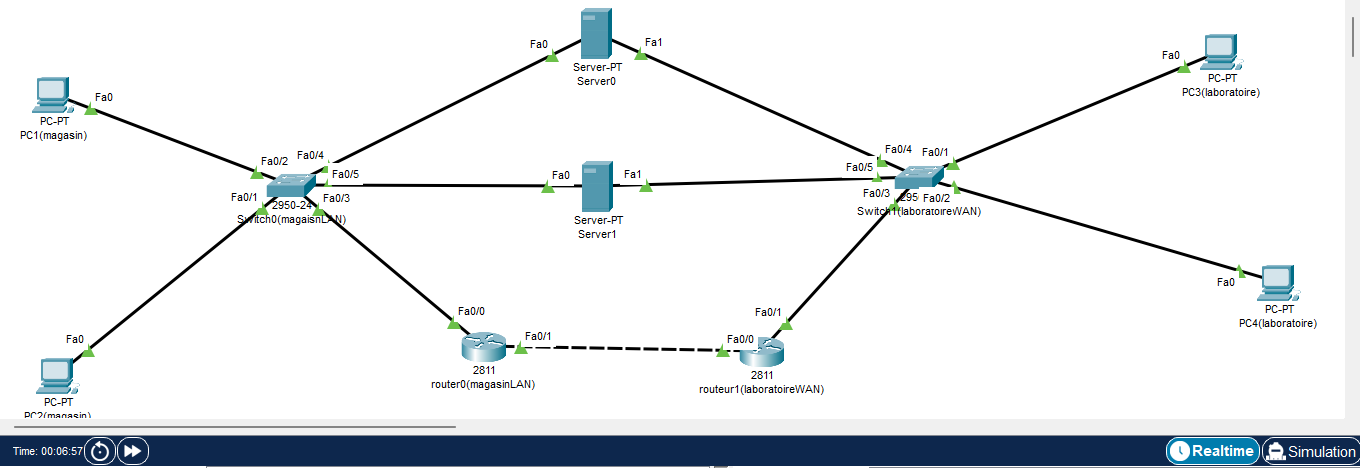 Fa0
Fa1
Server-PT
Server0
Fa0
PC-PT
PC3(laboratoire)
Fa0
PC-PT
PC1(magasin)
Fa0/2
Fa0/4
Fa0/5
Fa0/1
Fa0/3
2950-24
Switch0(magaisnLAN)
Fa0
Fa1
Server-PT
Server1
Fa0/4
Fa0/1
Fa0/5
Fa0/3
Fa0/2
295
Switch1(laboratoireWAN)
Fa0
PC-PT
PC4(laboratoire)
Fa0/0
Fa0/1
2811
router0(magasinLAN)
Fa0/1
Fa0/0
2811
routeur1(laboratoireWAN)
Fa0
PC-PT
PC2(magasin)
Time: 00:06:57
Realtime
Simulation